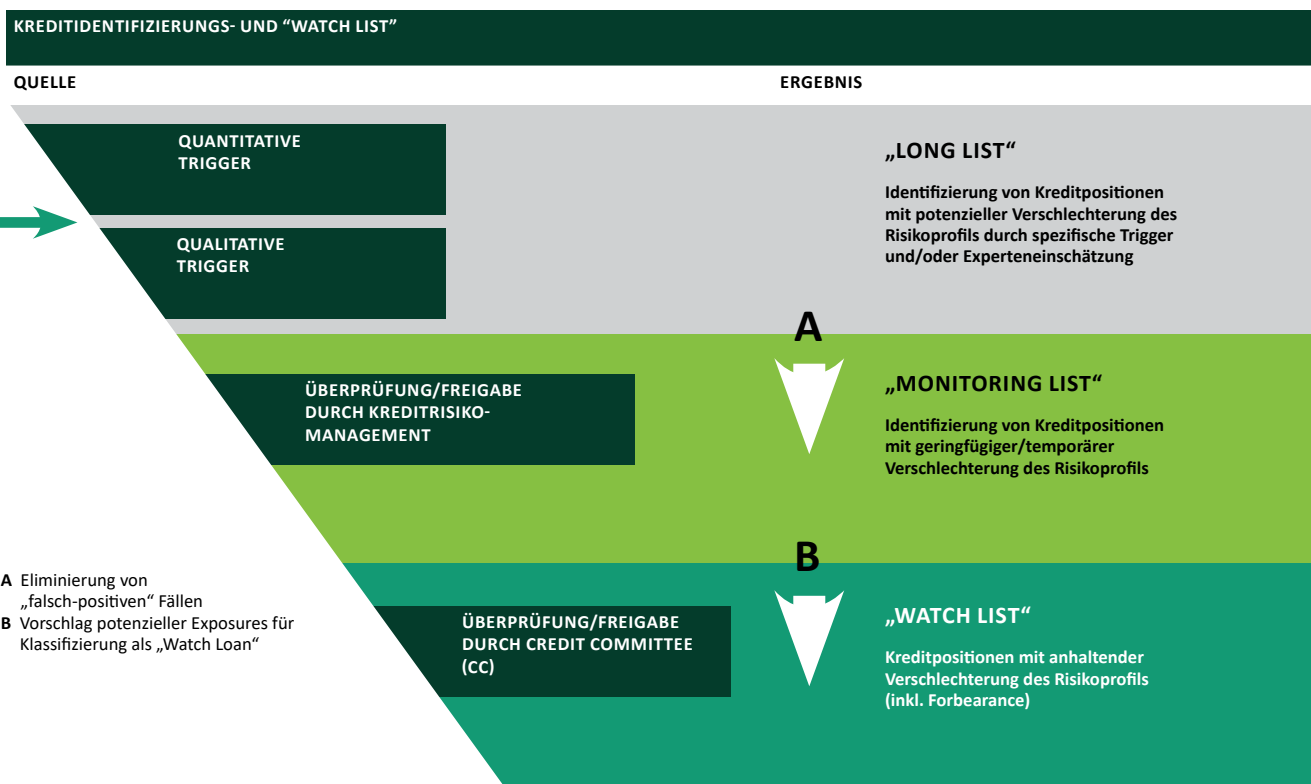 KREDITIDENTIFIZIERUNGS- UND “WATCH LIST”
QUELLE
ERGEBNIS
QUANTITATIVE
TRIGGER
QUALITATIVE
TRIGGER
„LONG LIST“
Identifizierung von Kreditpositionen
mit potenzieller Verschlechterung des
Risikoprofils durch spezifische Trigger
und/oder Experteneinschätzung
A
ÜBERPRÜFUNG/FREIGABE
DURCH KREDITRISIKO-
MANAGEMENT
„MONITORING LIST“
Identifizierung von Kreditpositionen
mit geringfügiger/temporärer
Verschlechterung des Risikoprofils
B
A Eliminierung von
„falsch-positiven“ Fällen
B Vorschlag potenzieller Exposures für
Klassifizierung als „Watch Loan“
ÜBERPRÜFUNG/FREIGABE
DURCH CREDIT COMMITTEE
(CC)
„WATCH LIST“
Kreditpositionen mit anhaltender
Verschlechterung des Risikoprofils
(inkl. Forbearance)